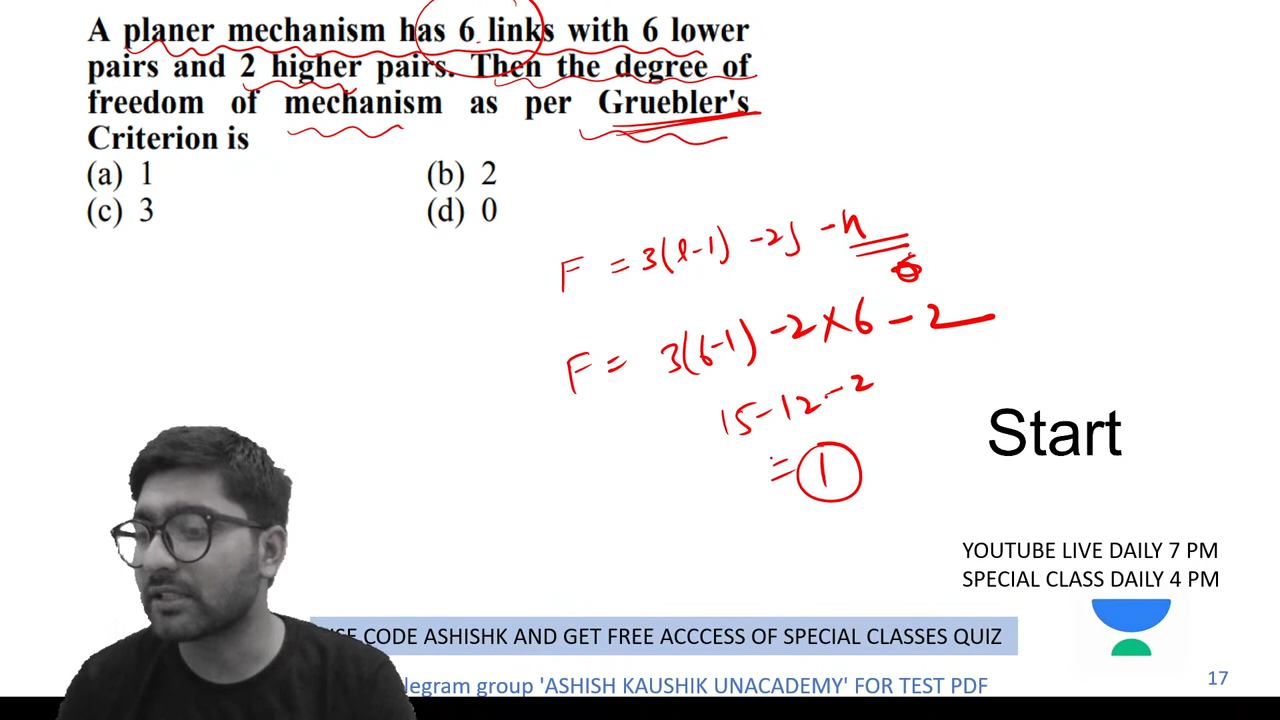 A planer mechanism has 6 links with 6 lower
pairs and 2 higher pairs. Then the degree of
freedom of mechanism as per Gruebler's
Criterion is
(a) 1
(b) 2
(c) 3
(d) 0
F = 3(l-1) -2j -h
F = 3(6-1) -2×6 -2
15-12-2
= 1
Start
YOUTUBE LIVE DAILY 7 PM
SPECIAL CLASS DAILY 4 PM
CODE ASHISHK AND GET FREE ACCCESS OF SPECIAL CLASSES QUIZ
group 'ASHISH KAUSHIK UNACADEMY' FOR TEST PDF
17